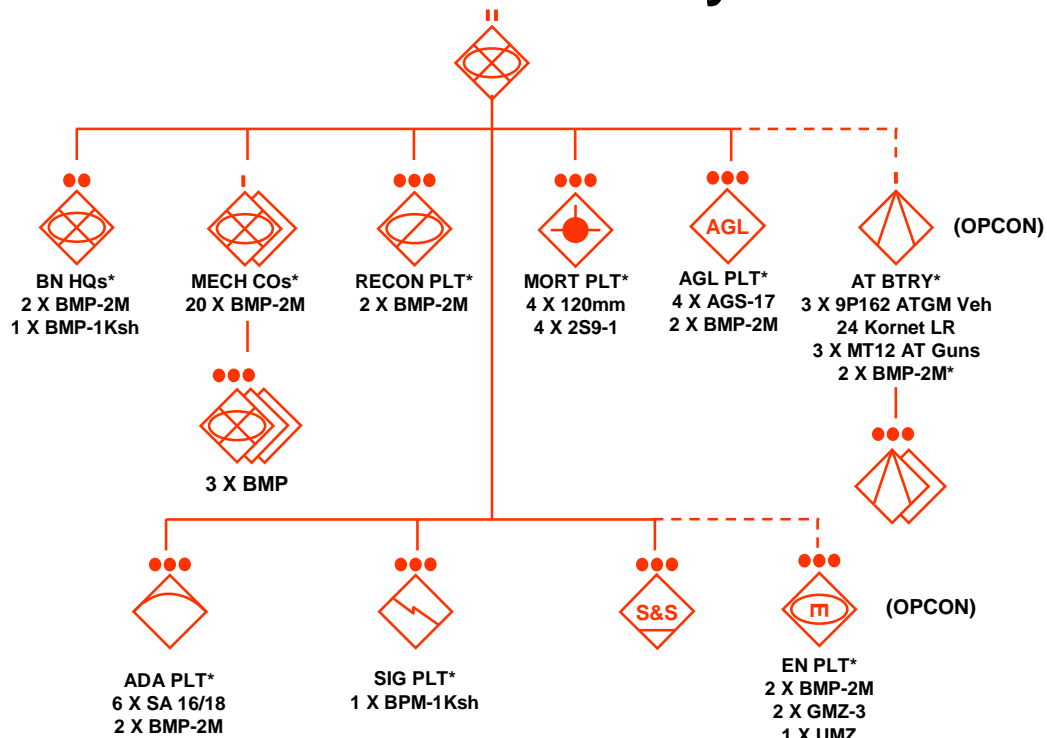 AGL
(OPCON)
BN HQs*
2 X BMP-2M
1 X BMP-1Ksh
MECH COs*
20 X BMP-2M
RECON PLT*
2 X BMP-2M
MORT PLT*
4 X 120mm
4 X 2S9-1
AGL PLT*
4 X AGS-17
2 X BMP-2M
AT BTRY*
3 X 9P162 ATGM Veh
24 Kornet LR
3 X MT12 AT Guns
2 X BMP-2M*
3 X BMP
S&S
E
(OPCON)
ADA PLT*
6 X SA 16/18
2 X BMP-2M
SIG PLT*
1 X BPM-1Ksh
EN PLT*
2 X BMP-2M
2 X GMZ-3
1 X UMZ